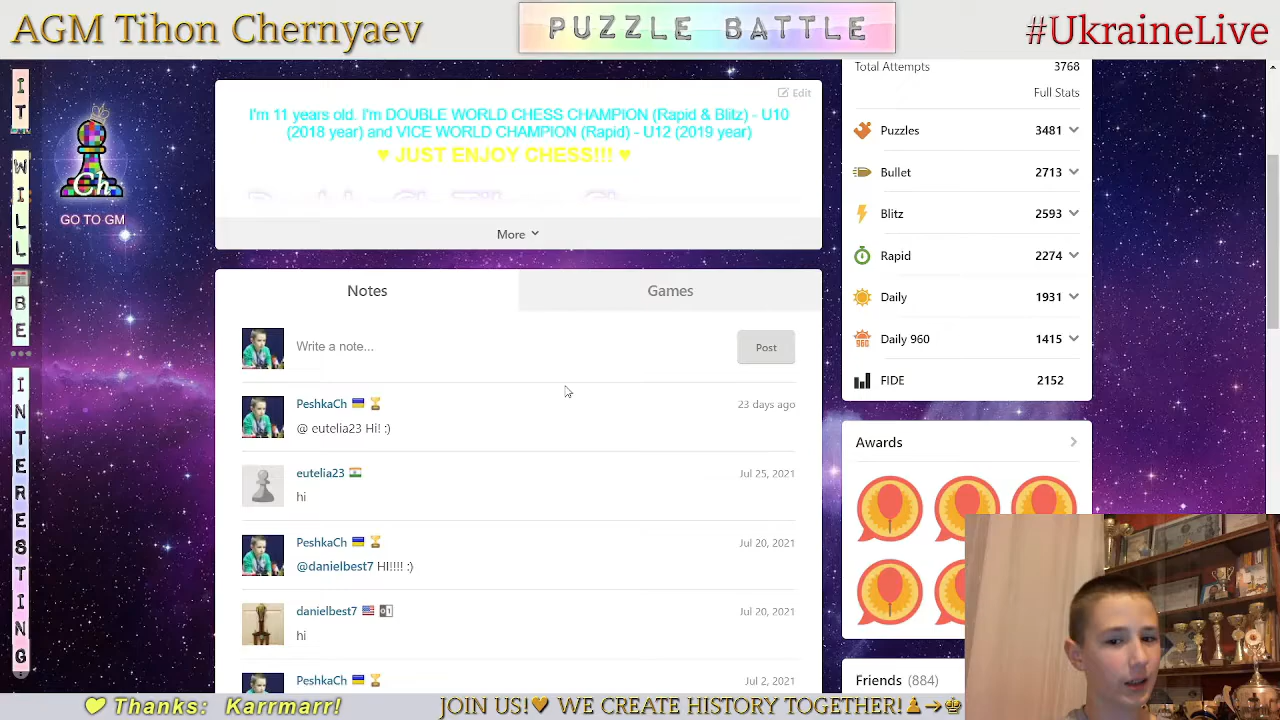 AGM Tihon Chernyaev
PUZZLE BATTLE
#UkraineLive
IT
WILL
BE
INTERESTING
Ch
GO TO GM
Edit
I'm 11 years old. I'm DOUBLE WORLD CHESS CHAMPION (Rapid & Blitz) - U10
(2018 year) and VICE WORLD CHAMPION (Rapid) - U12 (2019 year)
♥ JUST ENJOY CHESS!!! ♥
More
Notes
Games
Write a note...
Post
PeshkaCh
23 days ago
@ eutelia23 Hi! :)
eutelia23
Jul 25, 2021
hi
PeshkaCh
Jul 20, 2021
@danielbest7 HI!!!! :)
danielbest7
Jul 20, 2021
hi
PeshkaCh
Jul 2, 2021
Total Attempts 3768
Full Stats
Puzzles 3481
Bullet 2713
Blitz 2593
Rapid 2274
Daily 1931
960
Daily 960 1415
FIDE 2152
Awards
Friends (884)
Thanks: Karrmarr!
JOIN US!♥ WE CREATE HISTORY TOGETHER!♟→♚